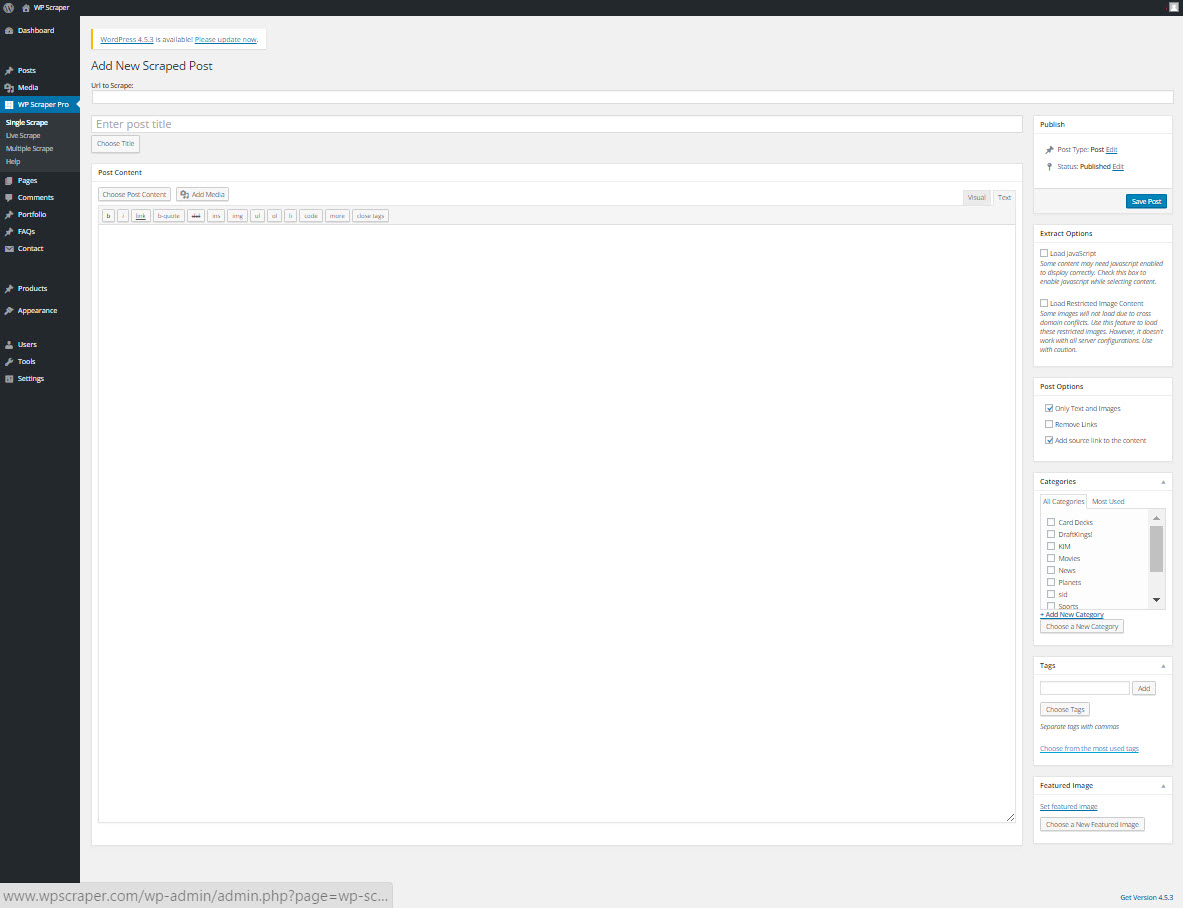 WP Scraper
Dashboard
Posts
Media
WP Scraper Pro
Single Scrape
Live Scrape
Multiple Scrape
Help
Pages
Comments
Portfolio
FAQs
Contact
Products
Appearance
Users
Tools
Settings
WordPress 4.5.3 is available! Please update now.
Add New Scraped Post
Url to Scrape:
Enter post title
Choose Title
Post Content
Choose Post Content Add Media
Visual Text
b i link b-quote del ins img ul ol li code more close tags
Publish
Post Type: Post Edit
Status: Published Edit
Save Post
Extract Options
Load JavaScript
Some content may need javascript enabled
to display correctly. Check this box to
enable javascript while selecting content.
Load Restricted Image Content
Some images will not load due to cross
domain conflicts. Use this feature to load
these restricted images. However, it doesn't
work with all server configurations. Use
with caution.
Post Options
Only Text and Images
Remove Links
Add source link to the content
Categories
All Categories Most Used
Card Decks
DraftKings!
KIM
Movies
News
Planets
sid
Sports
+ Add New Category
Choose a New Category
Tags
Add
Choose Tags
Separate tags with commas
Choose from the most used tags
Featured Image
Set featured image
Choose a New Featured Image
www.wpscraper.com/wp-admin/admin.php?page=wp-sc...
Get Version 4.5.3